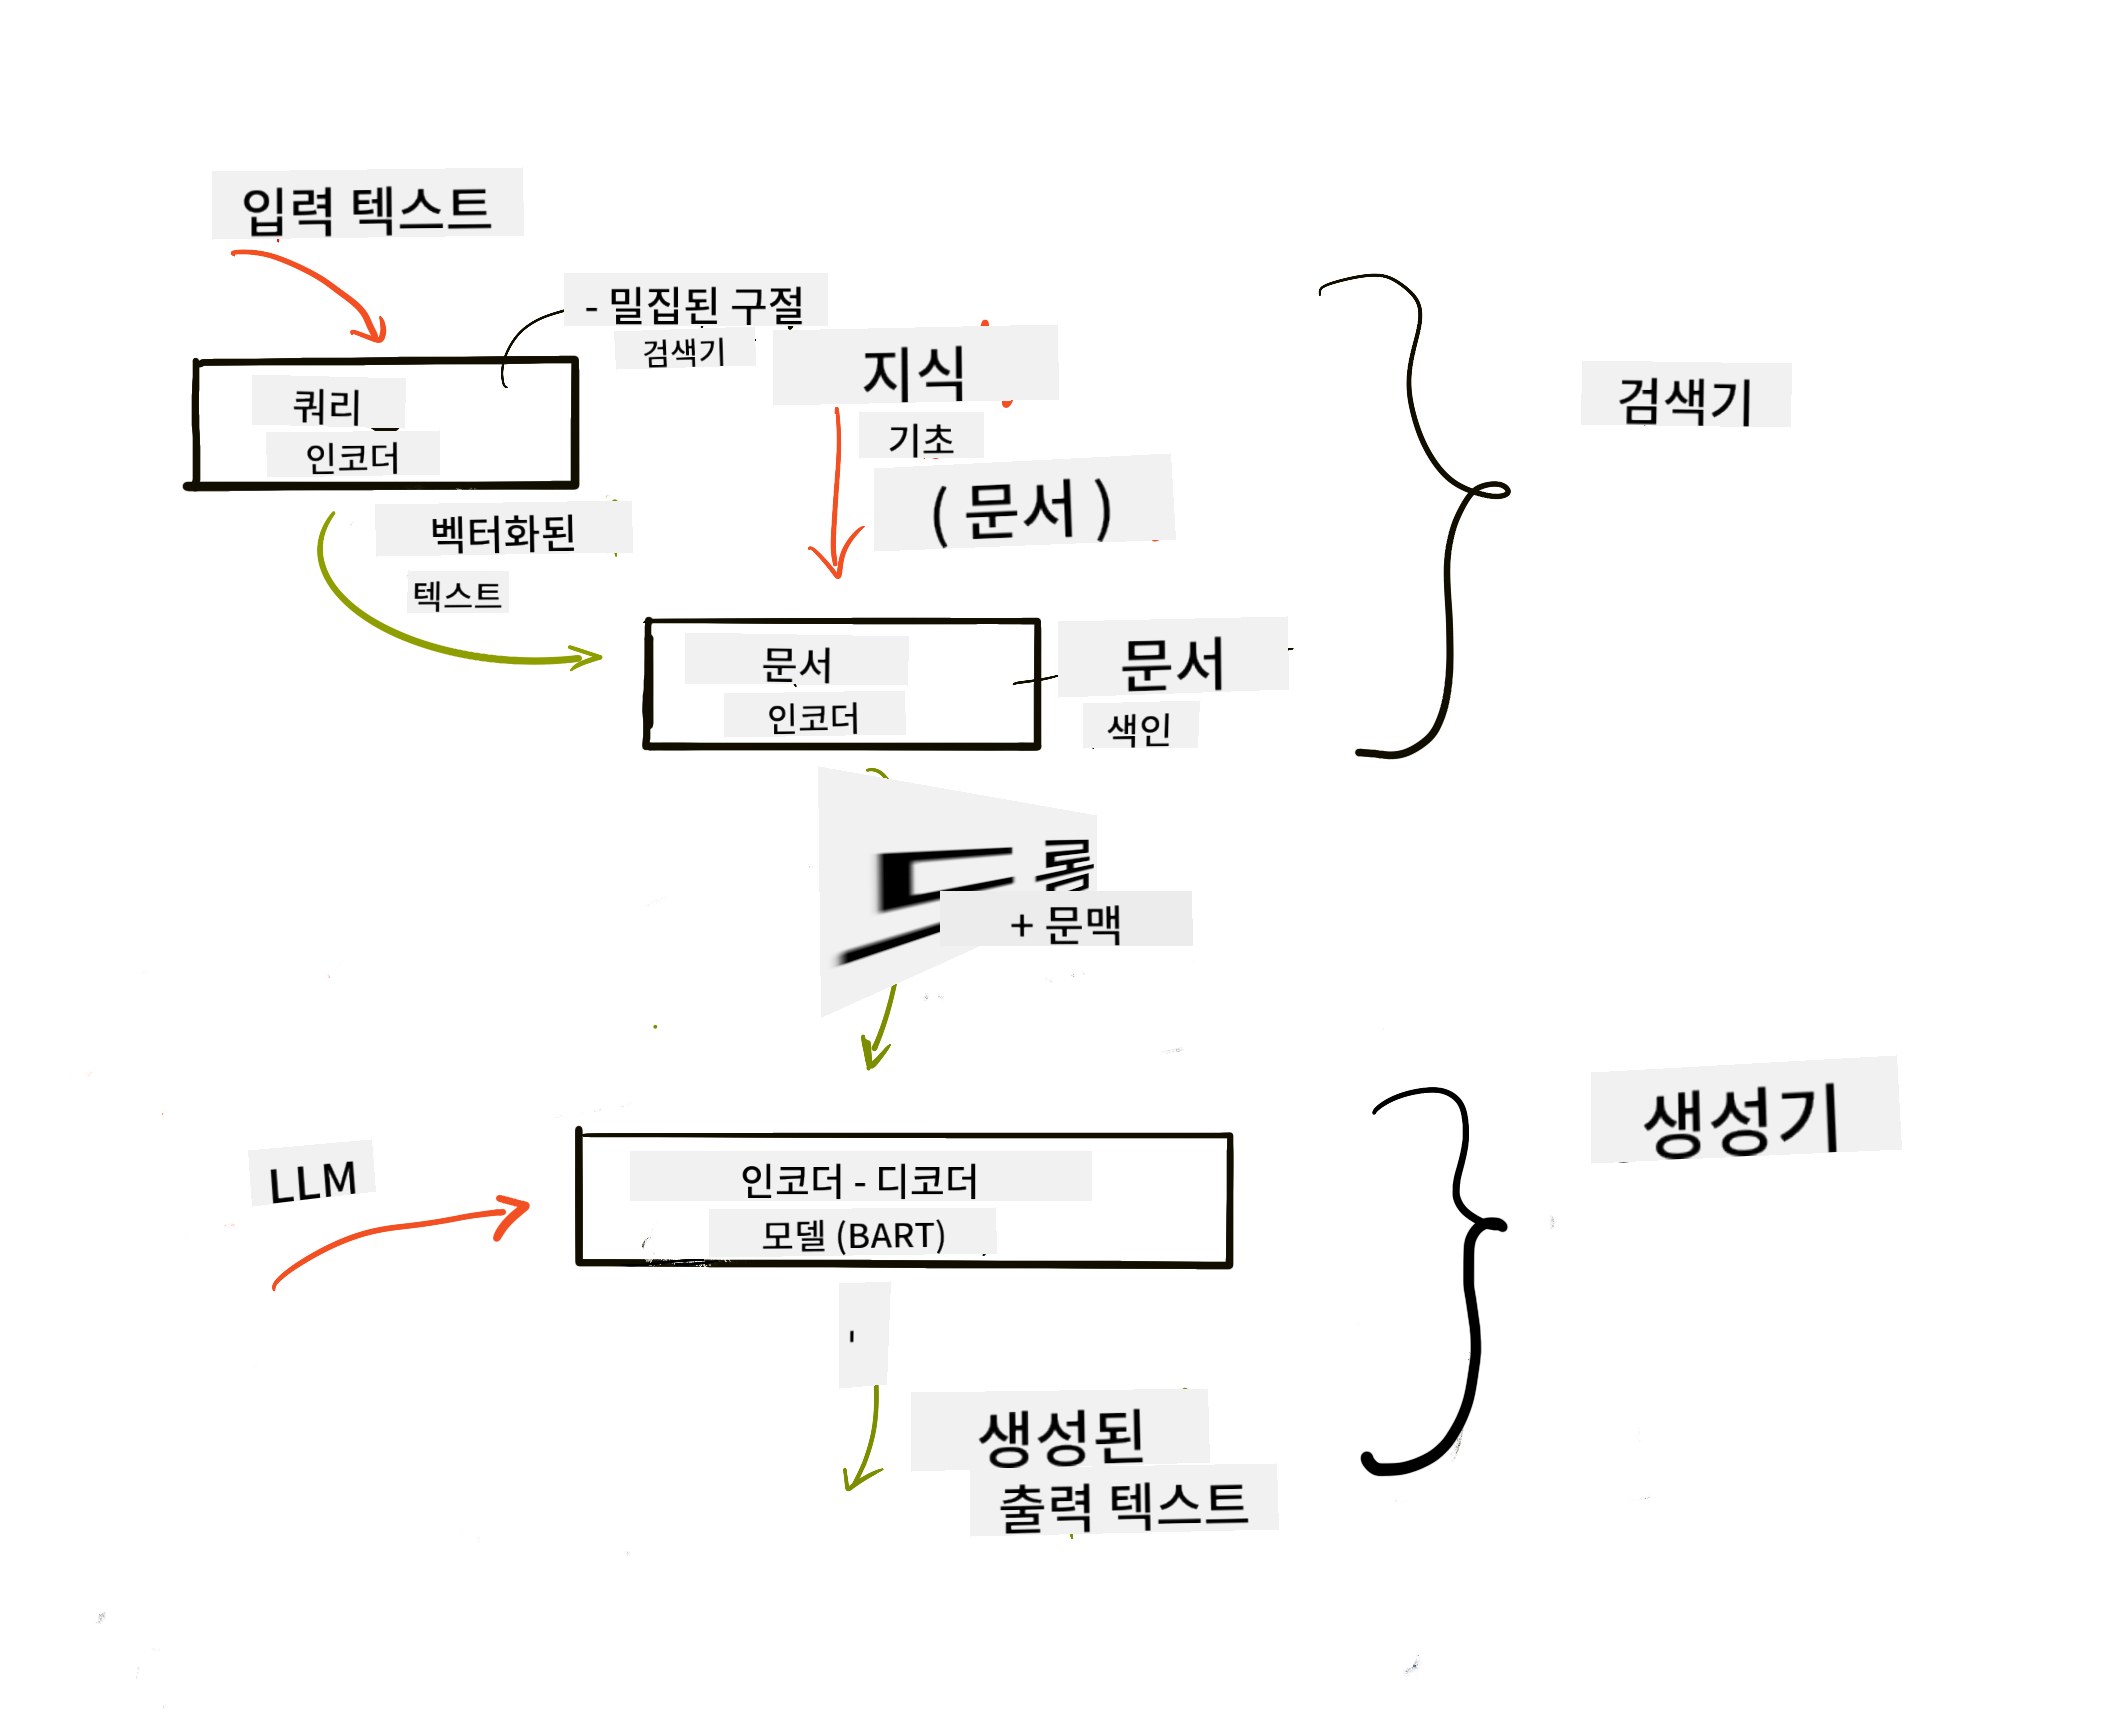 입력 텍스트
- 밀집된 구절
검색기
쿼리
인코더
지식
기초
( 문서 )
검색기
벡터화된
텍스트
문서
인코더
문서
색인
+ 문맥
LLM
인코더 - 디코더
모델 (BART)
생성기
생성된
출력 텍스트